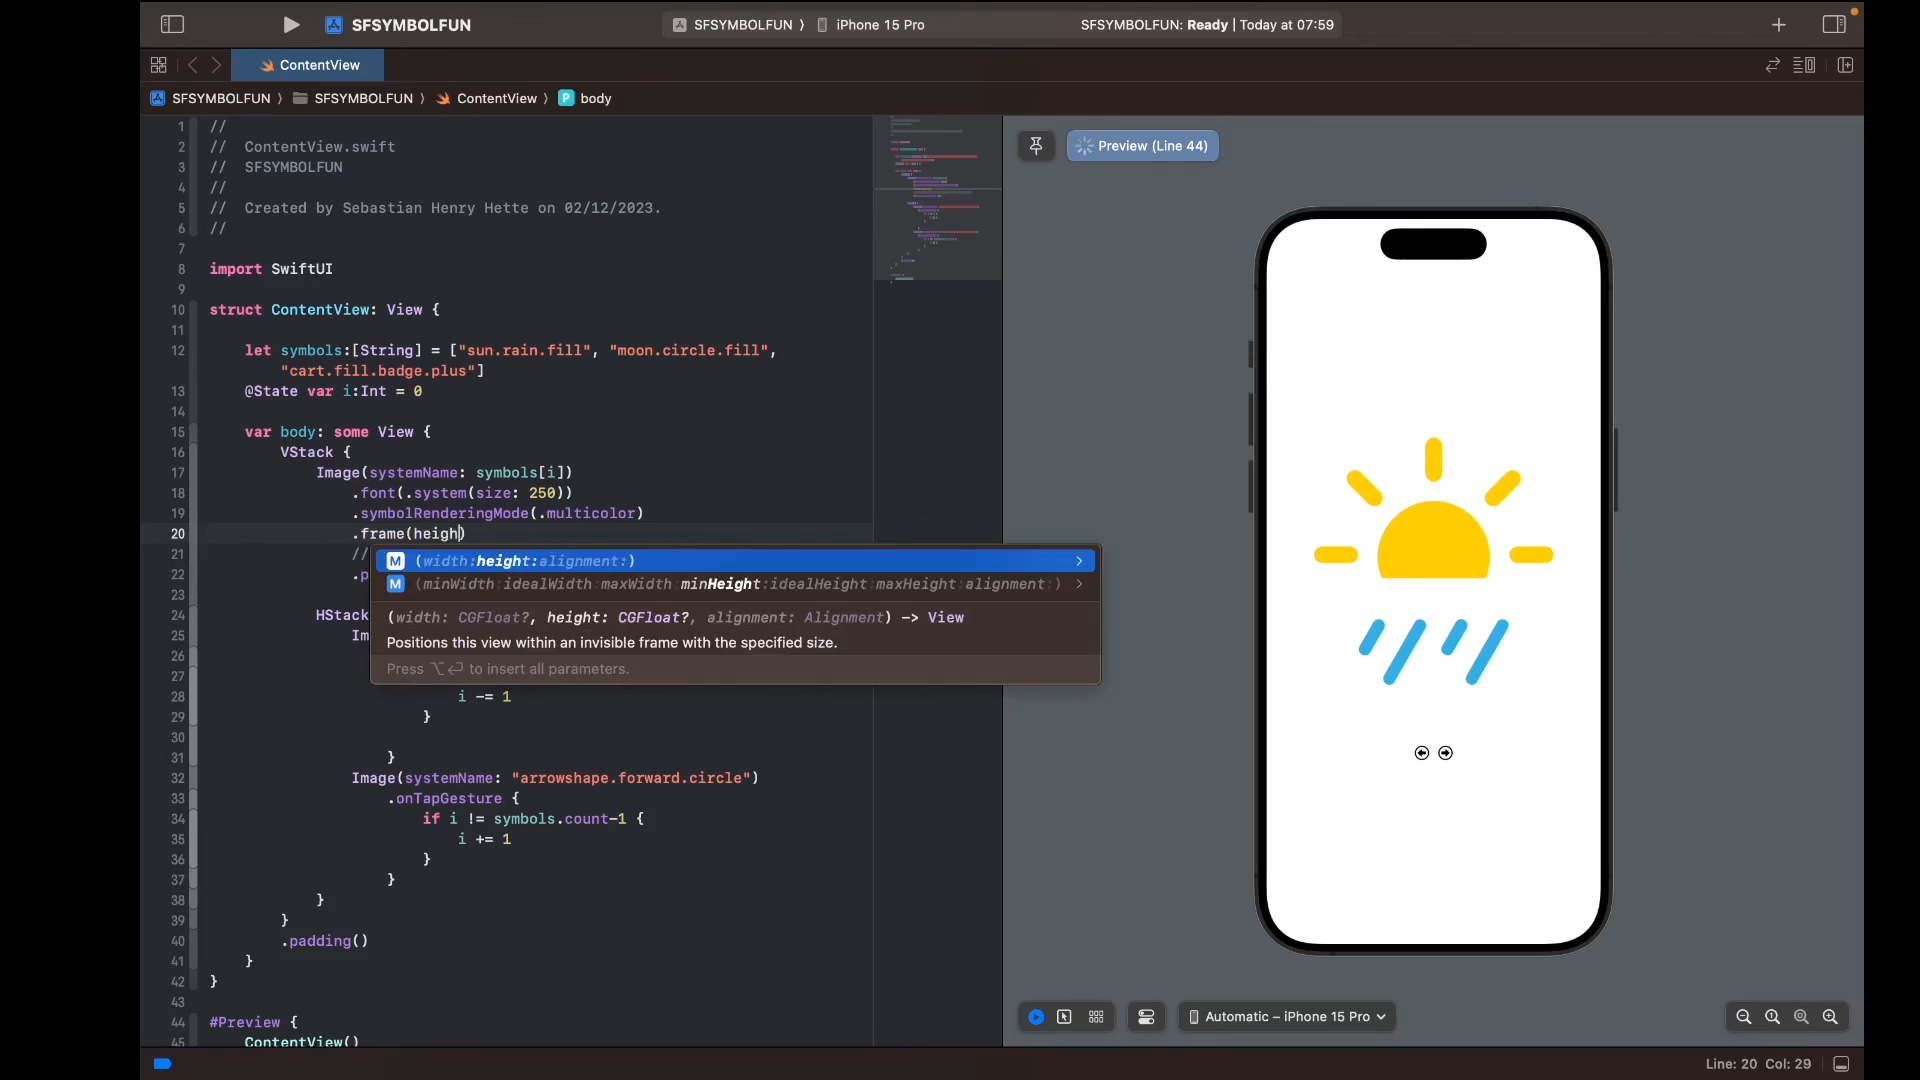 SFSYMBOLFUN
SFSYMBOLFUN 〉 iPhone 15 Pro
SFSYMBOLFUN: Ready | Today at 07:59
ContentView
SFSYMBOLFUN 〉 SFSYMBOLFUN 〉 ContentView 〉 P body
1 //
2 //  ContentView.swift
3 //  SFSYMBOLFUN
4 //
5 //  Created by Sebastian Henry Hette on 02/12/2023.
6 //
7
8 import SwiftUI
9
10 struct ContentView: View {
11
12     let symbols:[String] = ["sun.rain.fill", "moon.circle.fill",
"cart.fill.badge.plus"]
13     @State var i:Int = 0
14
15     var body: some View {
16         VStack {
17             Image(systemName: symbols[i])
18                 .font(.system(size: 250))
19                 .symbolRenderingMode(.multicolor)
20                 .frame(heigh)
21                 //
22                 .p
23
24             HStack
25                 Im
26
27
28                             i -= 1
29                         }
30
31                     }
32                 Image(systemName: "arrowshape.forward.circle")
33                     .onTapGesture {
34                         if i != symbols.count-1 {
35                             i += 1
36                         }
37                     }
38             }
39         }
40         .padding()
41     }
42 }
43
44 #Preview {
45     ContentView()
M (width:height:alignment:)
M (minWidth:idealWidth:maxWidth:minHeight:idealHeight:maxHeight:alignment:)
(width: CGFloat?, height: CGFloat?, alignment: Alignment) -> View
Positions this view within an invisible frame with the specified size.
Press ⌥↩ to insert all parameters.
Preview (Line 44)
Automatic – iPhone 15 Pro
Line: 20 Col: 29